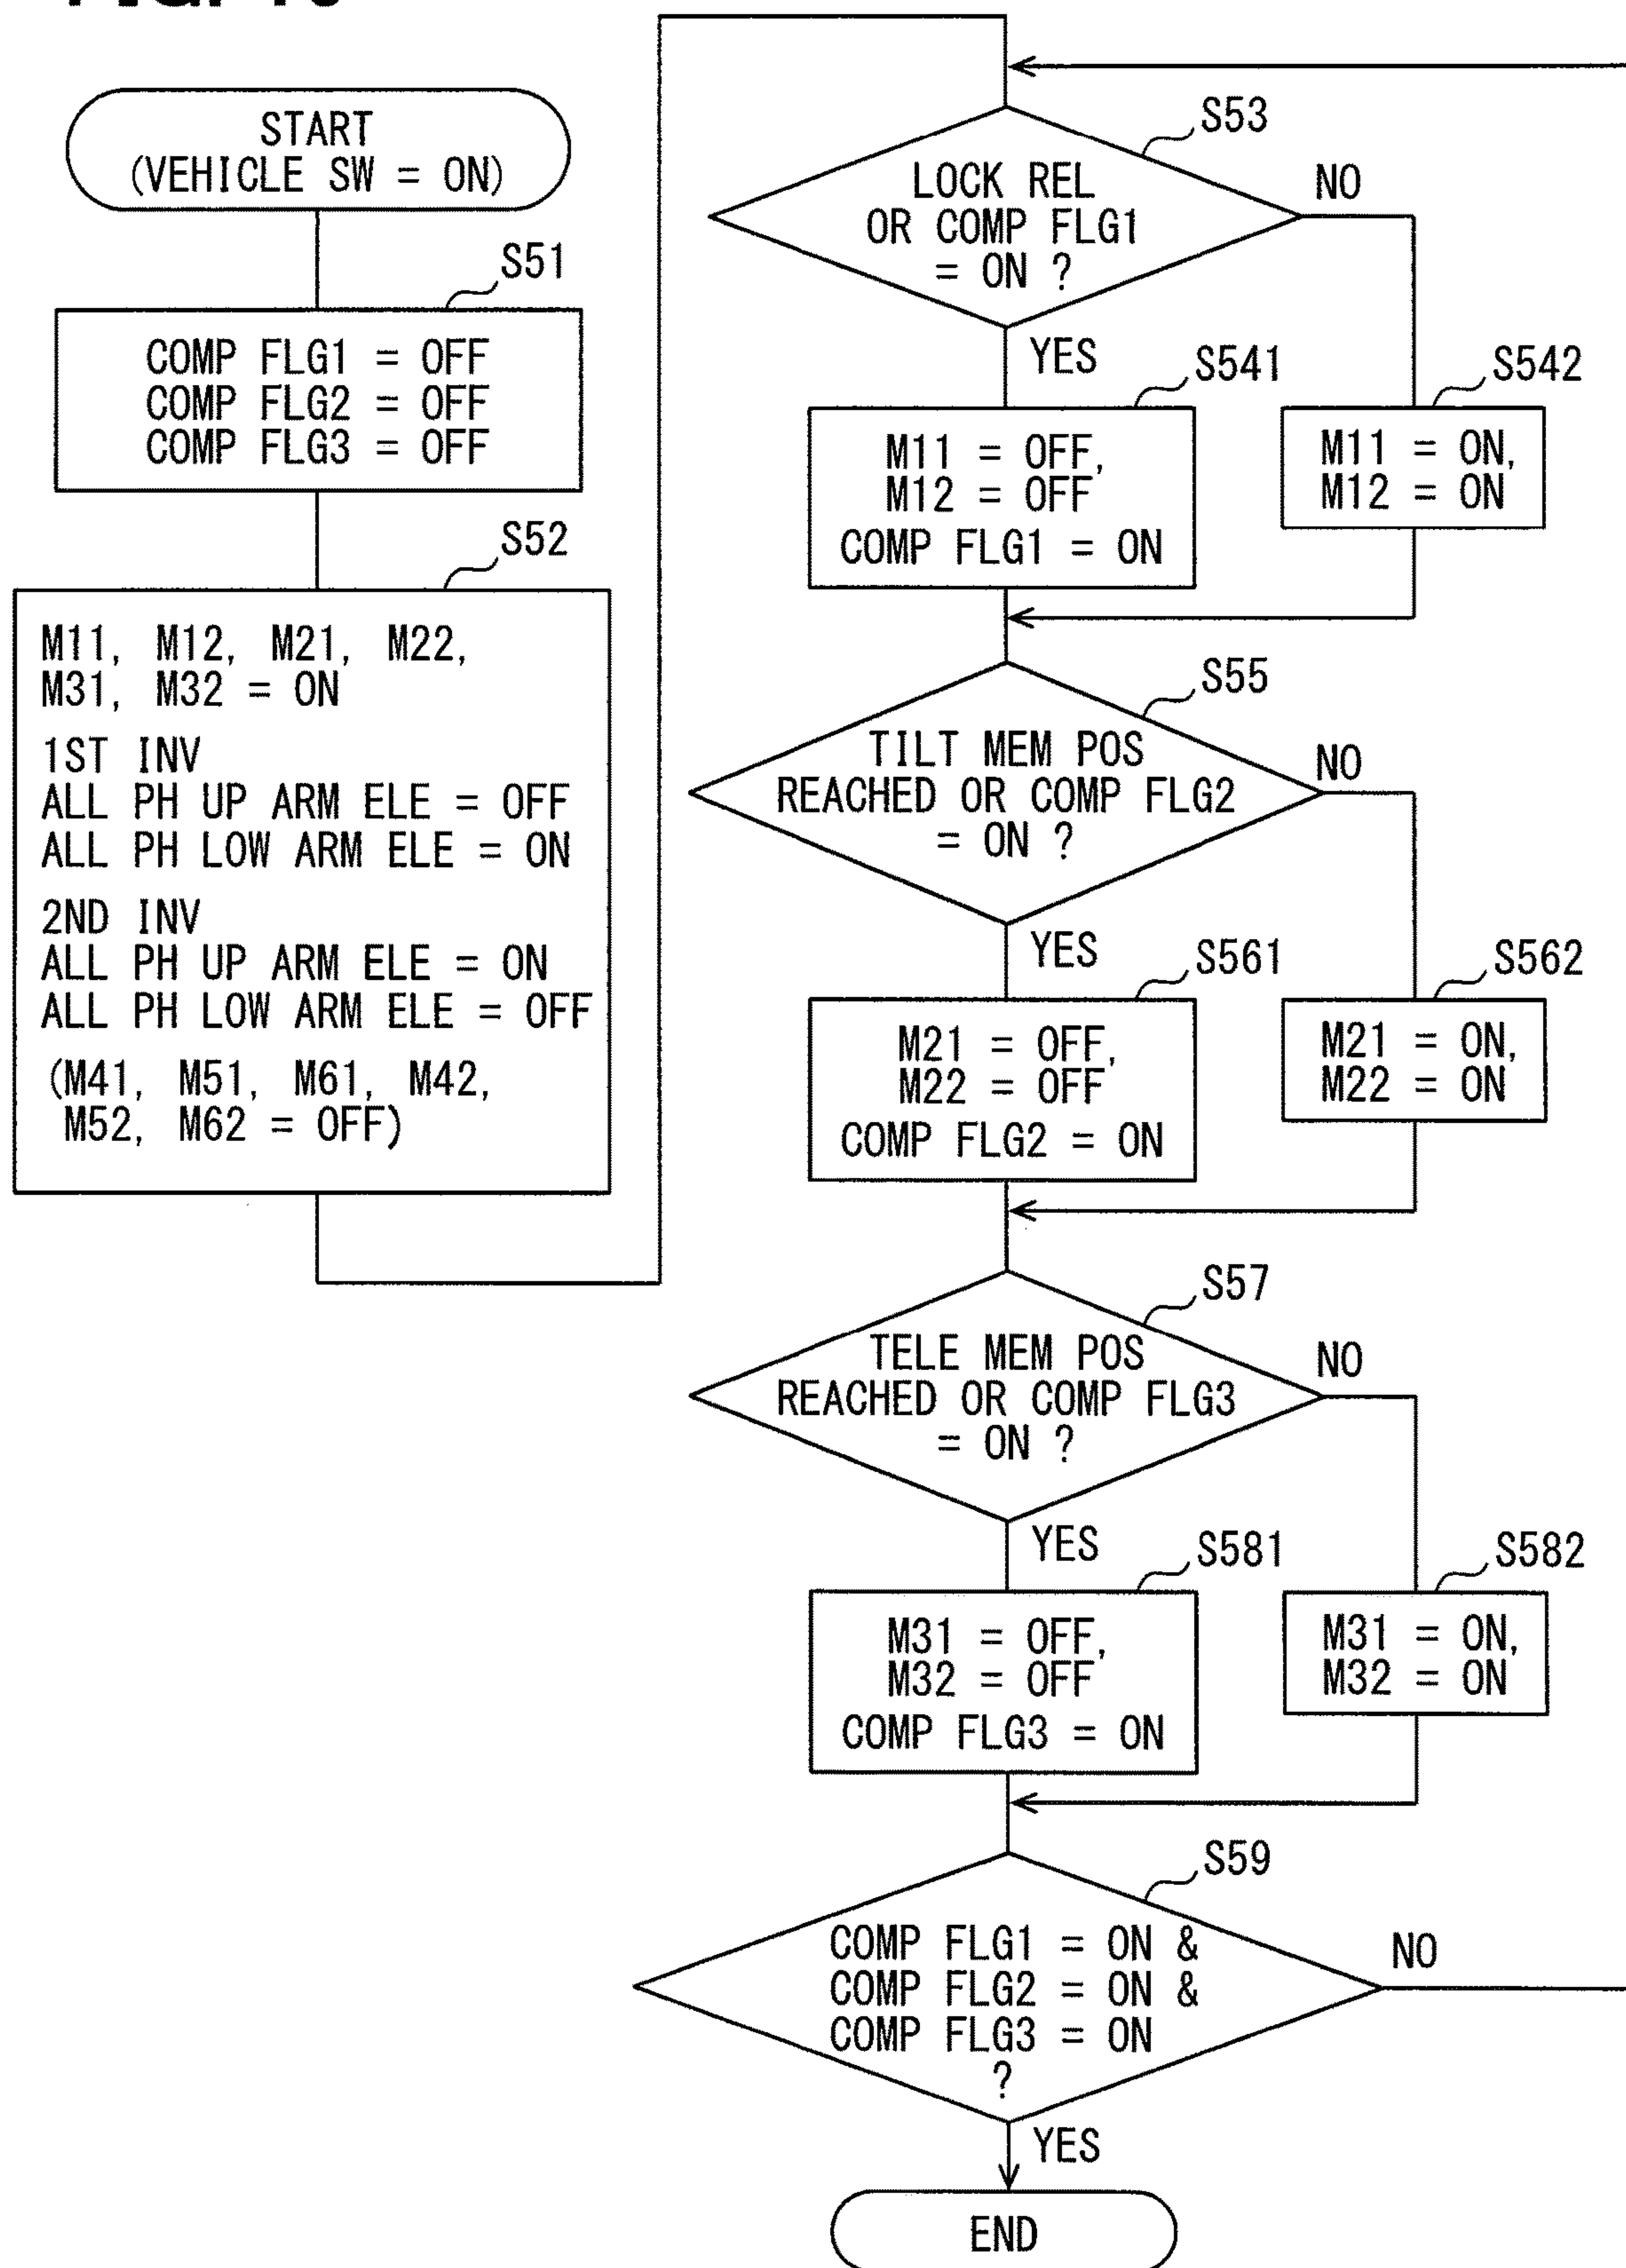 START
(VEHICLE SW = ON)
S51
COMP FLG1 = OFF
COMP FLG2 = OFF
COMP FLG3 = OFF
S52
M11, M12, M21, M22,
M31, M32 = ON
1ST INV
ALL PH UP ARM ELE = OFF
ALL PH LOW ARM ELE = ON
2ND INV
ALL PH UP ARM ELE = ON
ALL PH LOW ARM ELE = OFF
(M41, M51, M61, M42,
M52, M62 = OFF)
S53
LOCK REL
OR COMP FLG1
= ON ?
NO
YES
S541
M11 = OFF,
M12 = OFF
COMP FLG1 = ON
S542
M11 = ON,
M12 = ON
S55
TILT MEM POS
REACHED OR COMP FLG2
= ON ?
NO
YES
S561
M21 = OFF,
M22 = OFF
COMP FLG2 = ON
S562
M21 = ON,
M22 = ON
S57
TELE MEM POS
REACHED OR COMP FLG3
= ON ?
NO
YES
S581
M31 = OFF,
M32 = OFF
COMP FLG3 = ON
S582
M31 = ON,
M32 = ON
S59
COMP FLG1 = ON &
COMP FLG2 = ON &
COMP FLG3 = ON
?
NO
YES
END